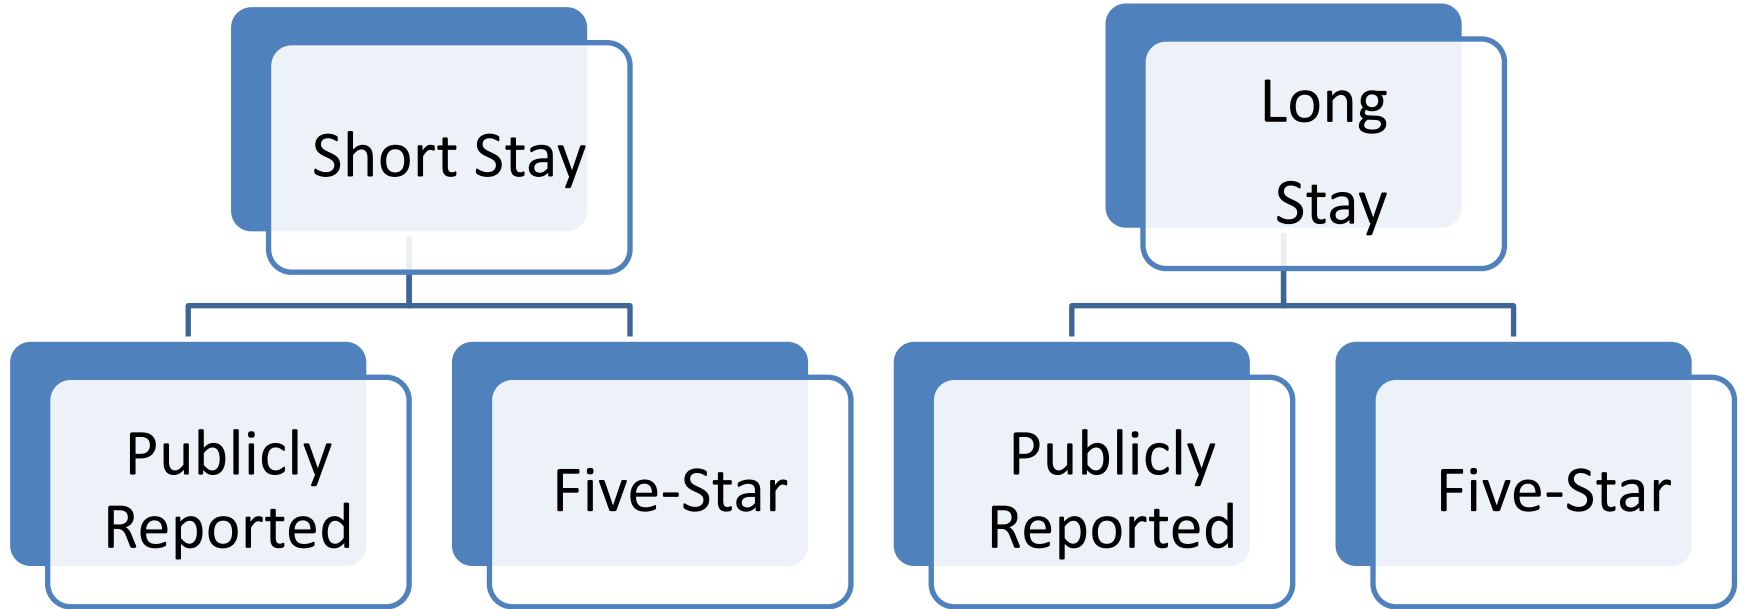 Short Stay
Long
Stay
Publicly
Reported
Five-Star
Publicly
Reported
Five-Star